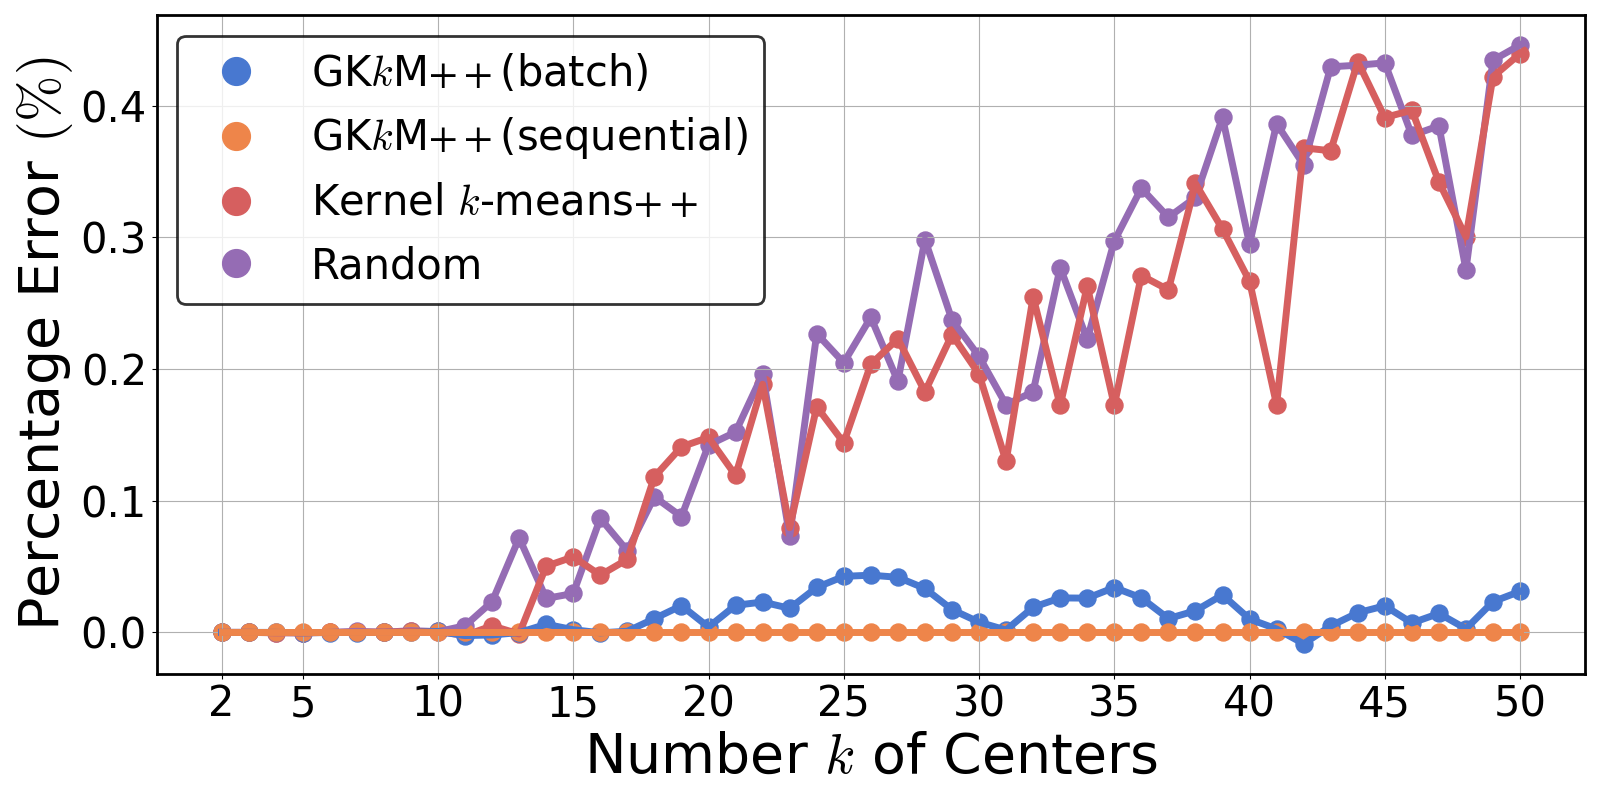 Percentage Error (%)
0.4
0.3
0.2
0.1
0.0
GKkM++(batch)
GKkM++(sequential)
Kernel k-means++
Random
2 5 10 15 20 25 30 35 40 45 50
Number k of Centers